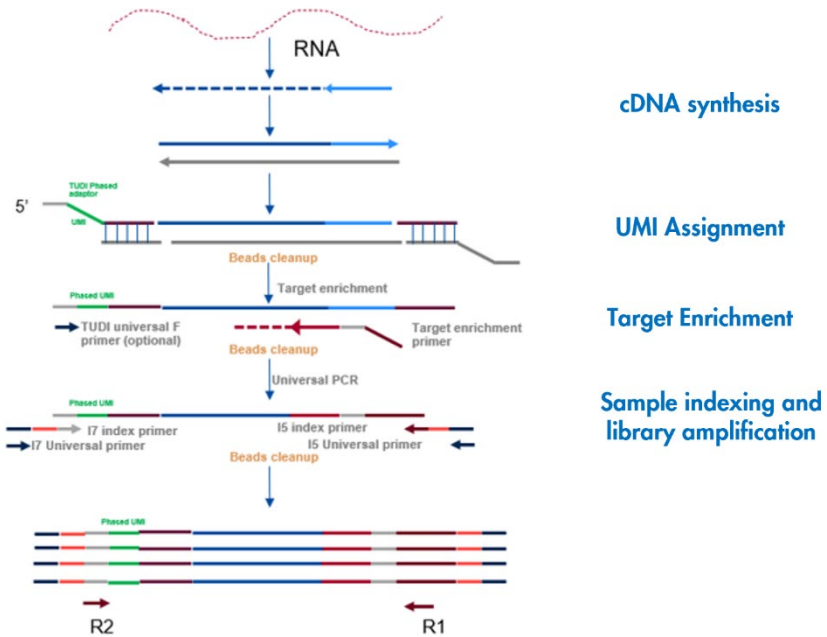 RNA
cDNA synthesis
TUDI Phased
adaptor
5'
UMI
UMI Assignment
Beads cleanup
Target enrichment
Phased UMI
Target Enrichment
TUDI universal F
primer (optional)
Target enrichment
primer
Beads cleanup
Universal PCR
Phased UMI
Sample indexing and
library amplification
I7 index primer
I5 index primer
I7 Universal primer
I5 Universal primer
Beads cleanup
Phased UMI
R2
R1